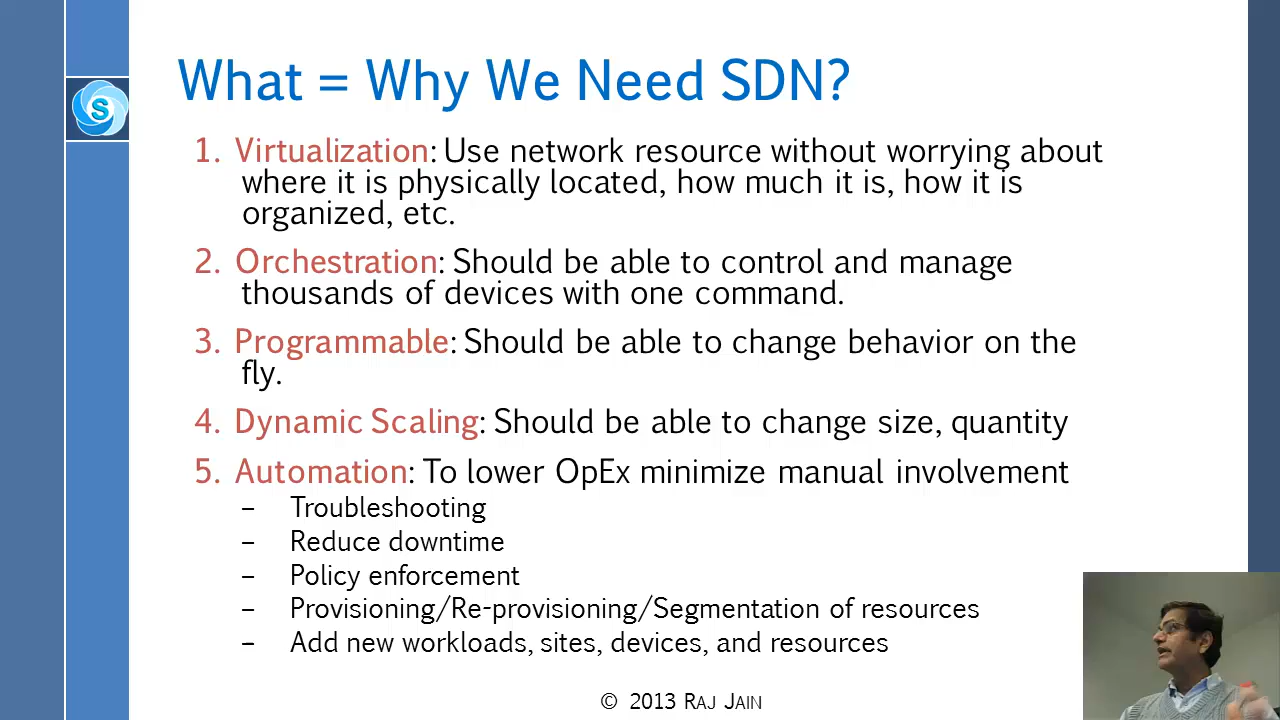 What = Why We Need SDN?
S
1. Virtualization: Use network resource without worrying about
where it is physically located, how much it is, how it is
organized, etc.
2. Orchestration: Should be able to control and manage
thousands of devices with one command.
3. Programmable: Should be able to change behavior on the
fly.
4. Dynamic Scaling: Should be able to change size, quantity
5. Automation: To lower OpEx minimize manual involvement
– Troubleshooting
– Reduce downtime
– Policy enforcement
– Provisioning/Re-provisioning/Segmentation of resources
– Add new workloads, sites, devices, and resources
© 2013 RAJ JAIN